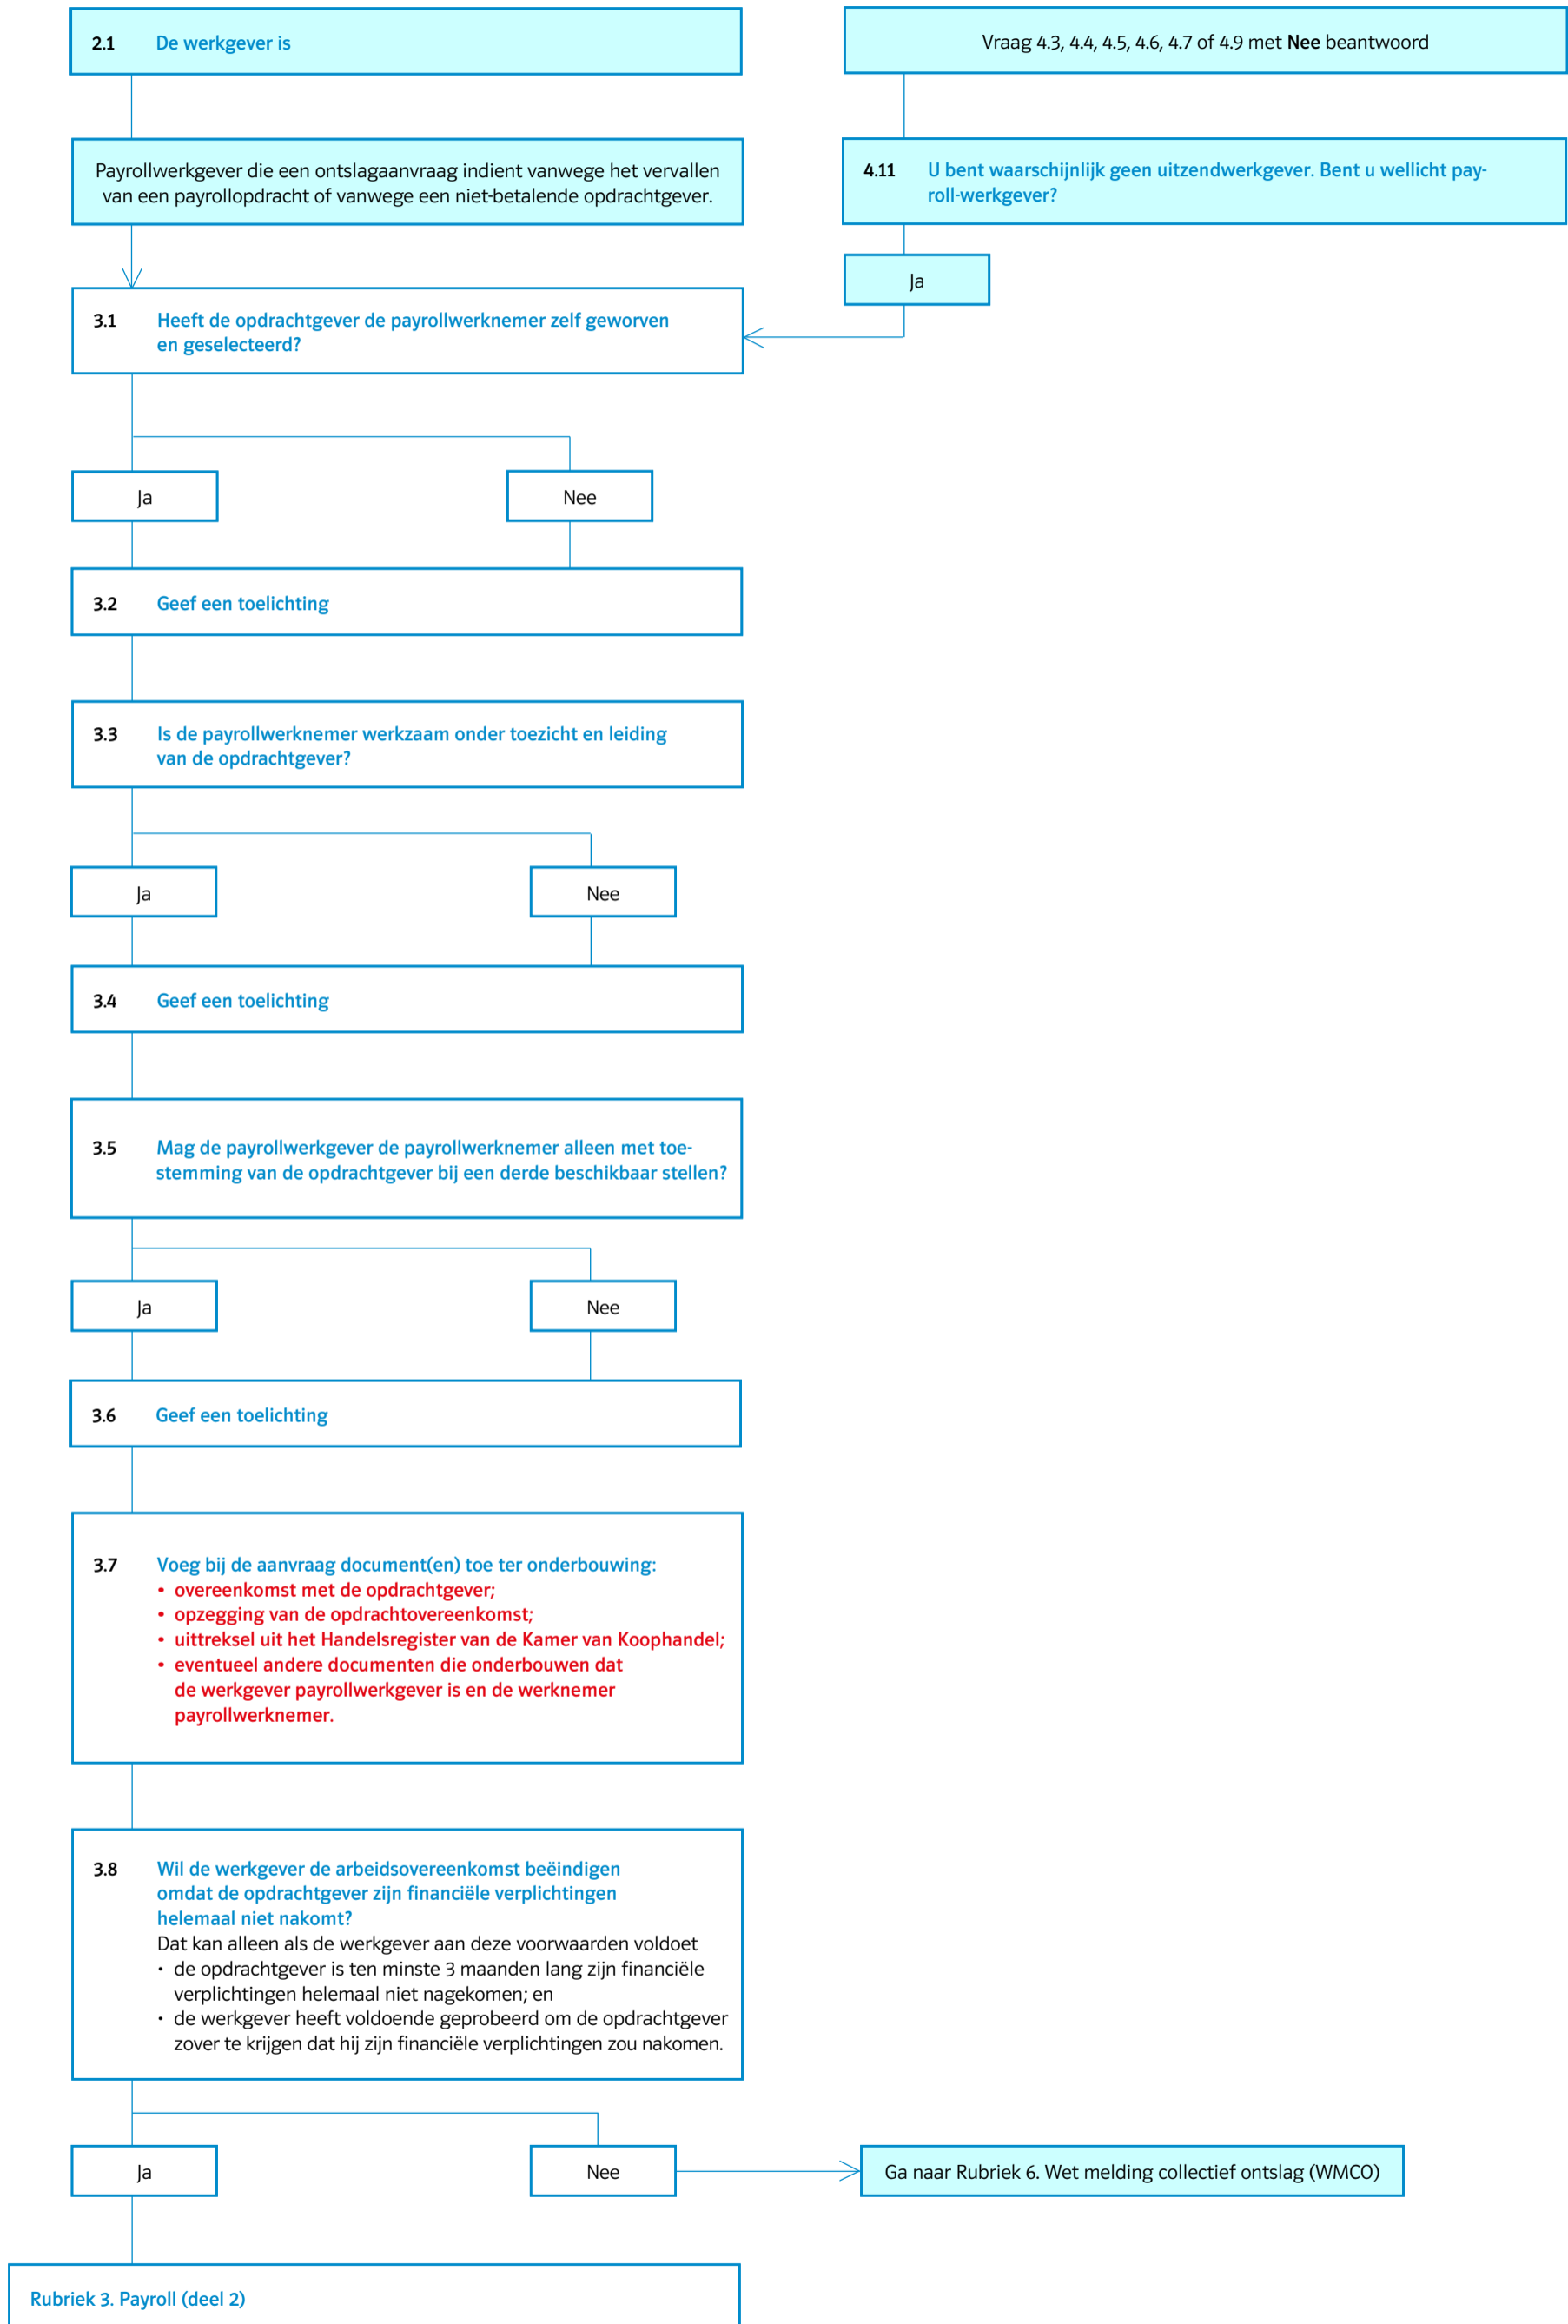 2.1 De werkgever is
Vraag 4.3, 4.4, 4.5, 4.6, 4.7 of 4.9 met Nee beantwoord
Payrollwerkgever die een ontslagaanvraag indient vanwege het vervallen
van een payrollopdracht of vanwege een niet-betalende opdrachtgever.
4.11 U bent waarschijnlijk geen uitzendwerkgever. Bent u wellicht pay-
roll-werkgever?
Ja
3.1 Heeft de opdrachtgever de payrollwerknemer zelf geworven
en geselecteerd?
Ja
Nee
3.2 Geef een toelichting
3.3 Is de payrollwerknemer werkzaam onder toezicht en leiding
van de opdrachtgever?
Ja
Nee
3.4 Geef een toelichting
3.5 Mag de payrollwerkgever de payrollwerknemer alleen met toe-
stemming van de opdrachtgever bij een derde beschikbaar stellen?
Ja
Nee
3.6 Geef een toelichting
3.7 Voeg bij de aanvraag document(en) toe ter onderbouwing:
• overeenkomst met de opdrachtgever;
• opzegging van de opdrachtovereenkomst;
• uittreksel uit het Handelsregister van de Kamer van Koophandel;
• eventueel andere documenten die onderbouwen dat
de werkgever payrollwerkgever is en de werknemer
payrollwerknemer.
3.8 Wil de werkgever de arbeidsovereenkomst beëindigen
omdat de opdrachtgever zijn financiële verplichtingen
helemaal niet nakomt?
Dat kan alleen als de werkgever aan deze voorwaarden voldoet
• de opdrachtgever is ten minste 3 maanden lang zijn financiële
verplichtingen helemaal niet nagekomen; en
• de werkgever heeft voldoende geprobeerd om de opdrachtgever
zover te krijgen dat hij zijn financiële verplichtingen zou nakomen.
Ja
Nee
Ga naar Rubriek 6. Wet melding collectief ontslag (WMCO)
Rubriek 3. Payroll (deel 2)